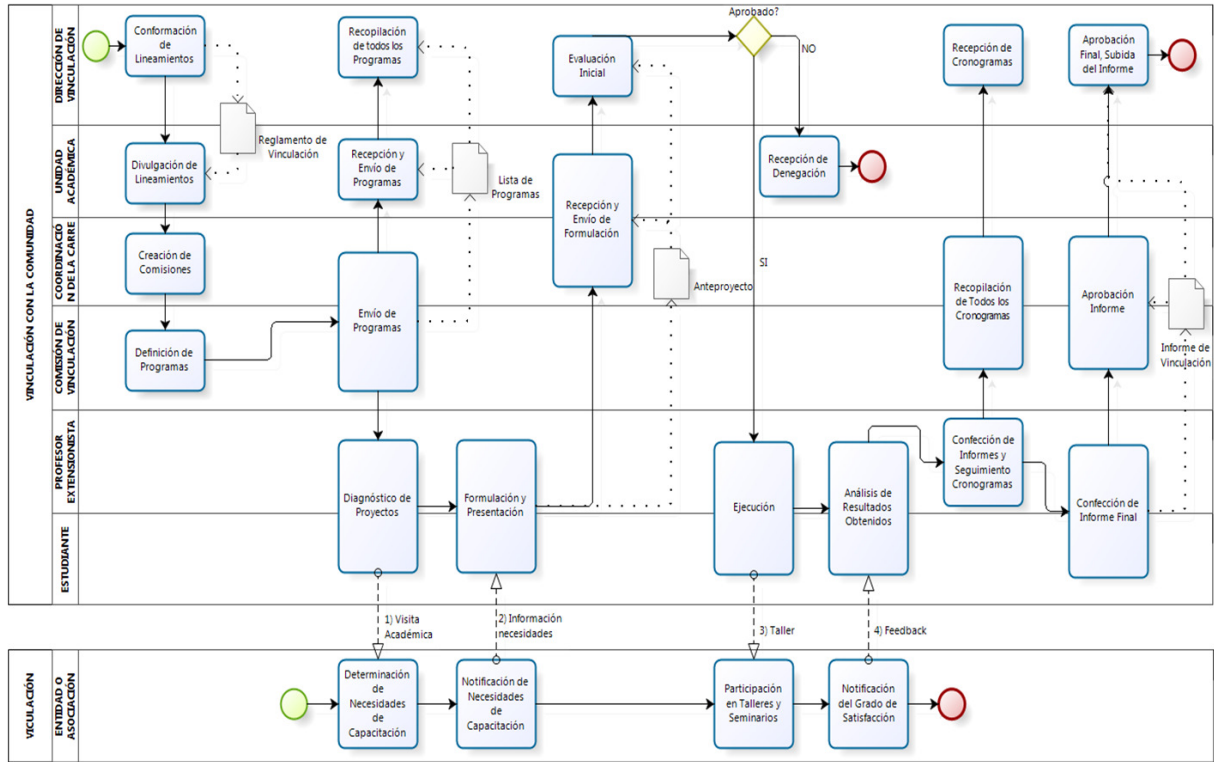 VINCULACIÓN CON LA COMUNIDAD
DIRECCIÓN DE
VINCULACIÓN
Conformación
de
Lineamientos
Recopilación
de todos los
Programas
Evaluación
Inicial
Aprobado?
NO
Recepción de
Cronogramas
Aprobación
Final, Subida
del Informe
UNIDAD
ACADÉMICA
Reglamento de
Vinculación
Divulgación de
Lineamientos
Recepción y
Envío de
Programas
Lista de
Programas
Recepción y
Envío de
Formulación
Recepción de
Denegación
COORDINACIÓ
N DE LA CARRE
Creación de
Comisiones
Envío de
Programas
Anteproyecto
SI
Recopilación
de Todos los
Cronogramas
Aprobación
Informe
Informe de
Vinculación
COMISIÓN DE
VINCULACIÓN
Definición de
Programas
PROFESOR
EXTENSIONISTA
Diagnóstico de
Proyectos
Formulación y
Presentación
Ejecución
Análisis de
Resultados
Obtenidos
Confección de
Informes y
Seguimiento
Cronogramas
Confección de
Informe Final
ESTUDIANTE
1) Visita
Académica
2) Información
necesidades
3) Taller
4) Feedback
VICULACIÓN
ENTIDAD O
ASOCIACIÓN
Determinación
de
Necesidades
de
Capacitación
Notificación de
Necesidades
de
Capacitación
Participación
en Talleres y
Seminarios
Notificación
del Grado de
Satisfacción